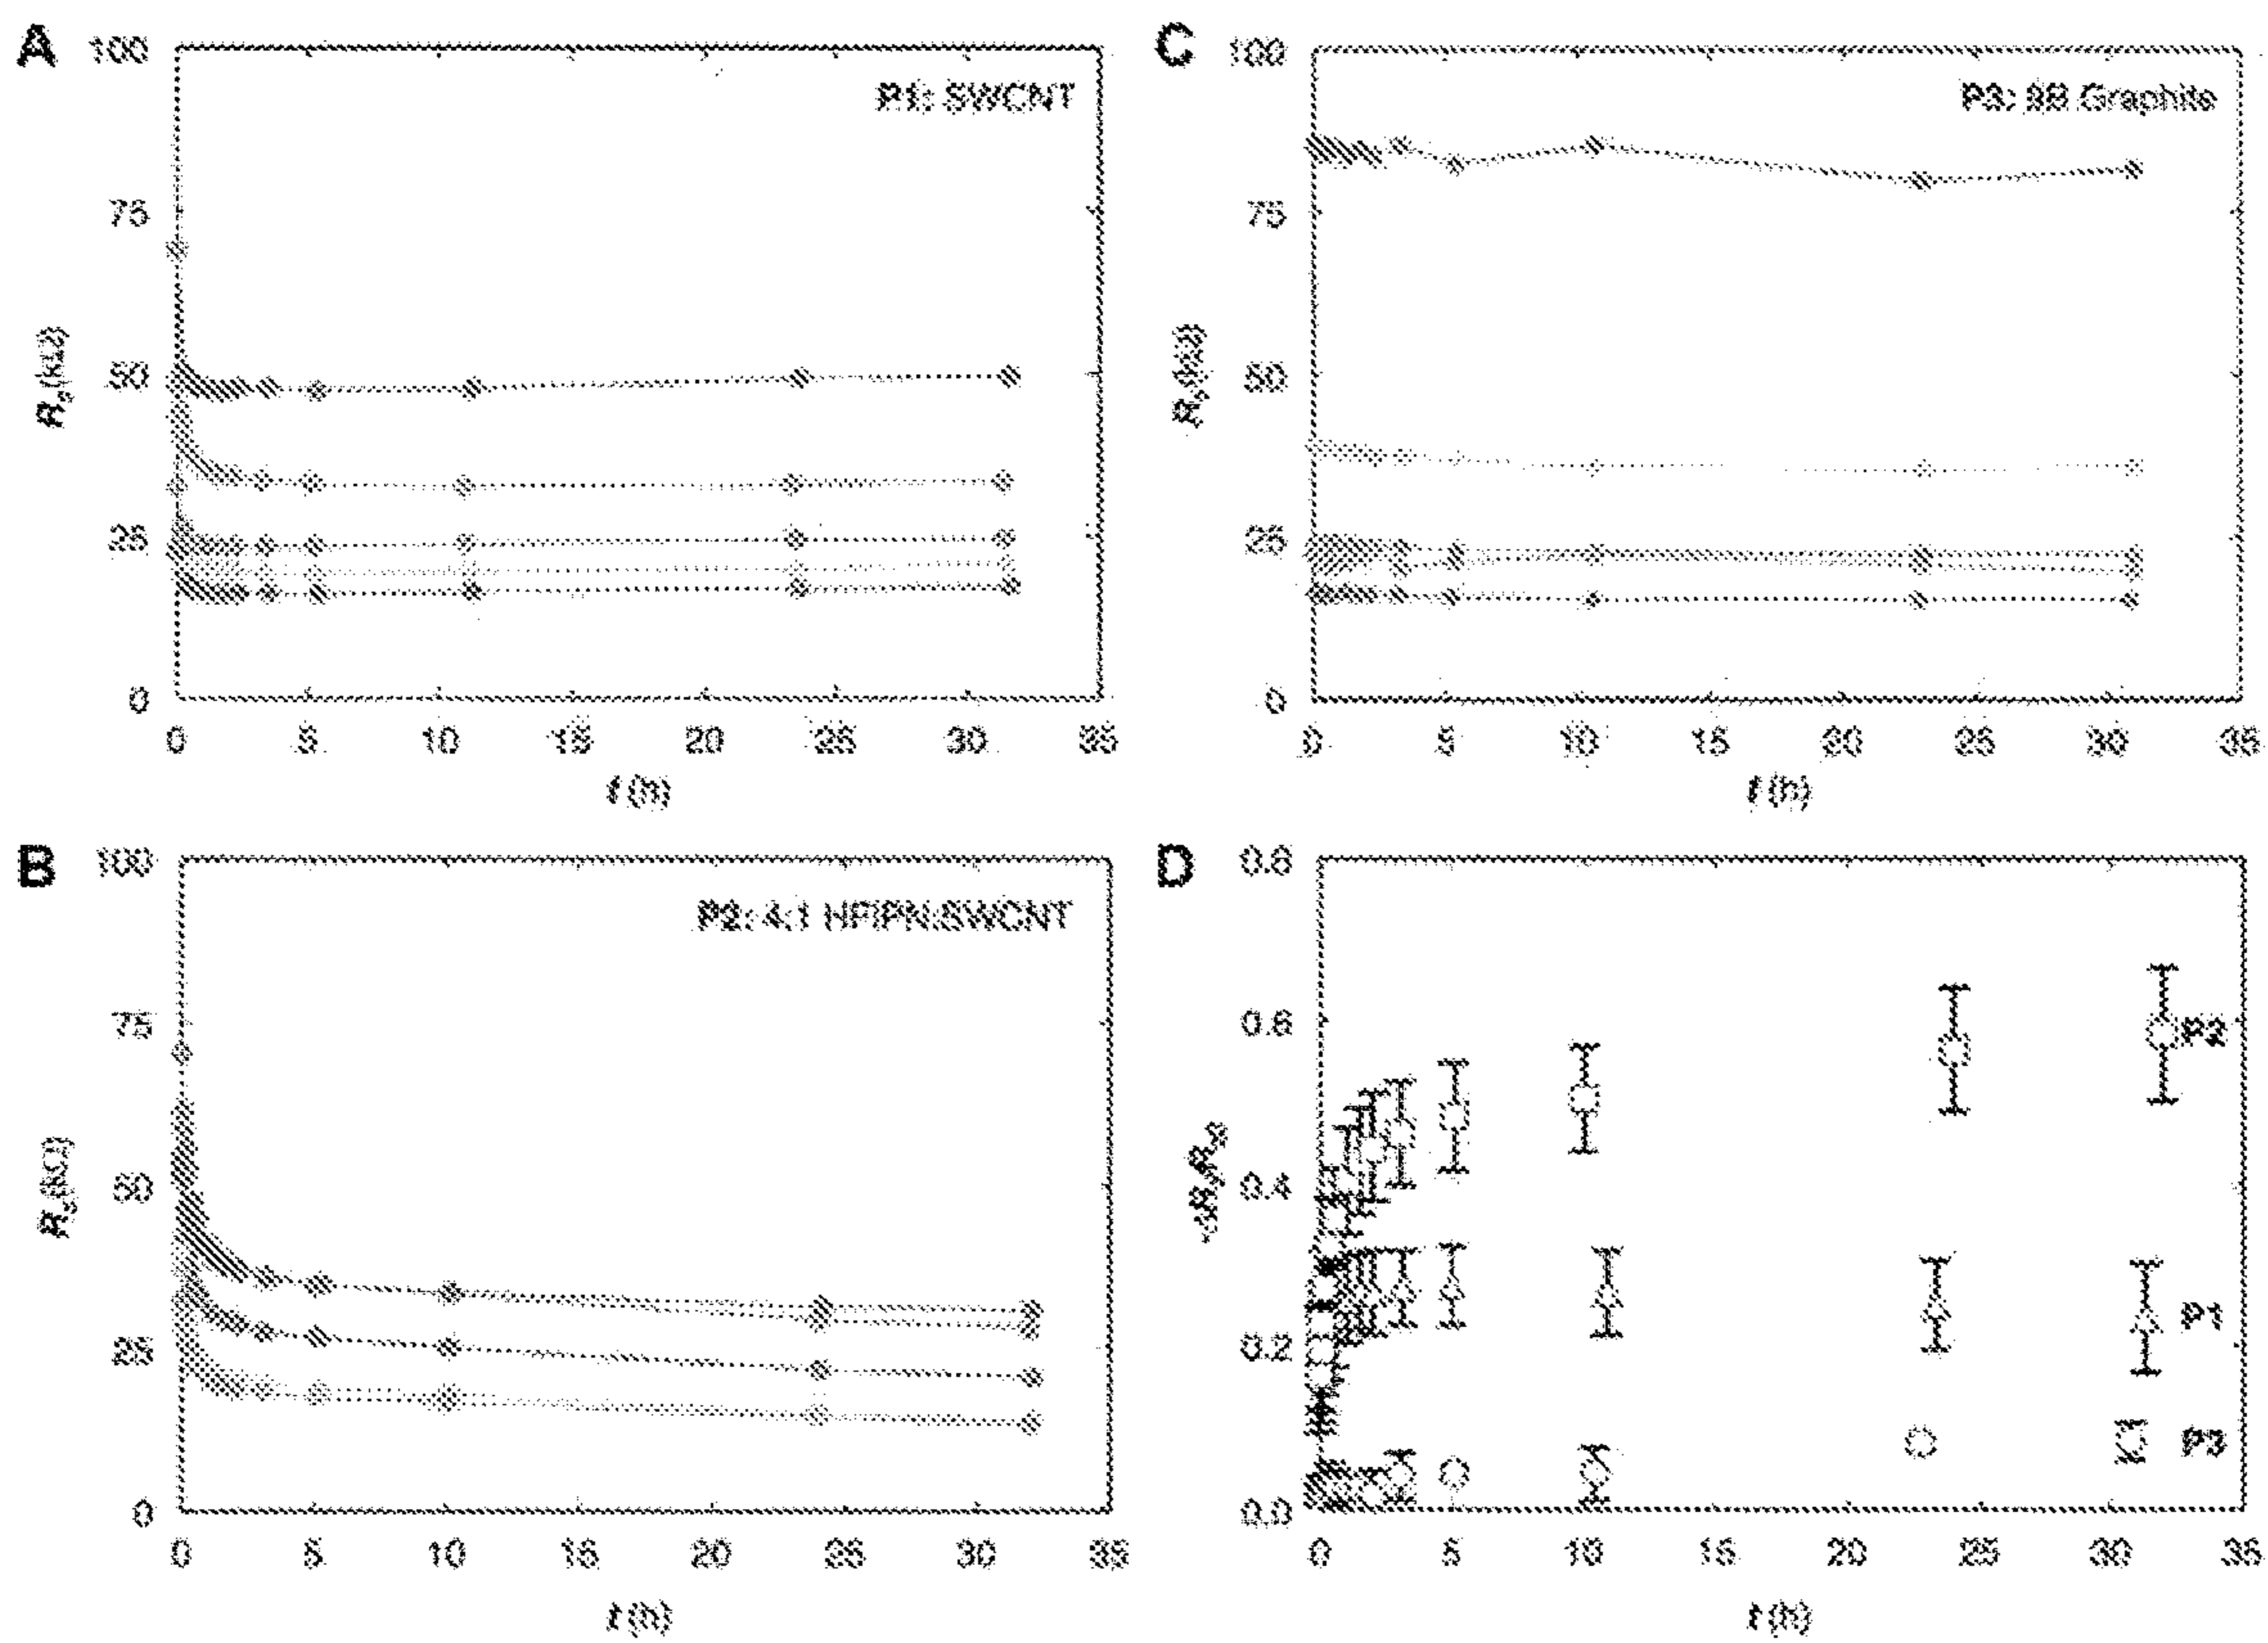 A
100
75
50
25
0
R_s (kΩ)
P1: SWCNT
0 5 10 15 20 25 30 35
t (h)
C
100
75
50
25
0
R_s (kΩ)
P3: 9B Graphite
0 5 10 15 20 25 30 35
t (h)
B
100
75
50
25
0
R_s (kΩ)
P2: 4:1 HFIPN:SWCNT
0 5 10 15 20 25 30 35
t (h)
D
0.8
0.6
0.4
0.2
0.0
P2
P1
P3
0 5 10 15 20 25 30 35
t (h)